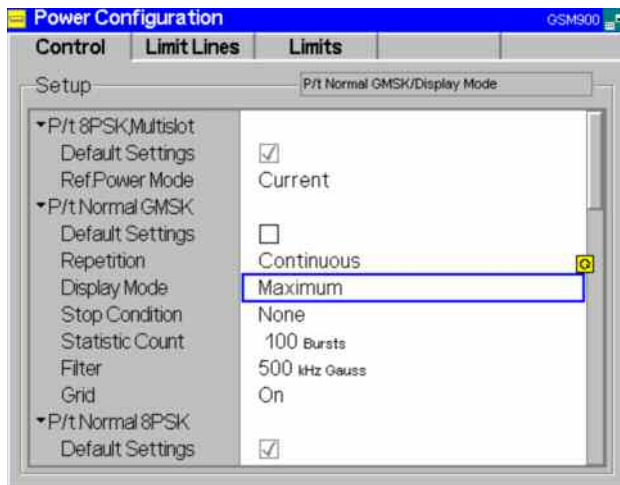 Power Configuration GSM900
Control Limit Lines Limits
Setup P/t Normal GMSK/Display Mode
P/t 8PSK,Multislot
Default Settings
Ref.Power Mode Current
P/t Normal GMSK
Default Settings
Repetition Continuous
Display Mode Maximum
Stop Condition None
Statistic Count 100 Bursts
Filter 500 kHz Gauss
Grid On
P/t Normal 8PSK
Default Settings